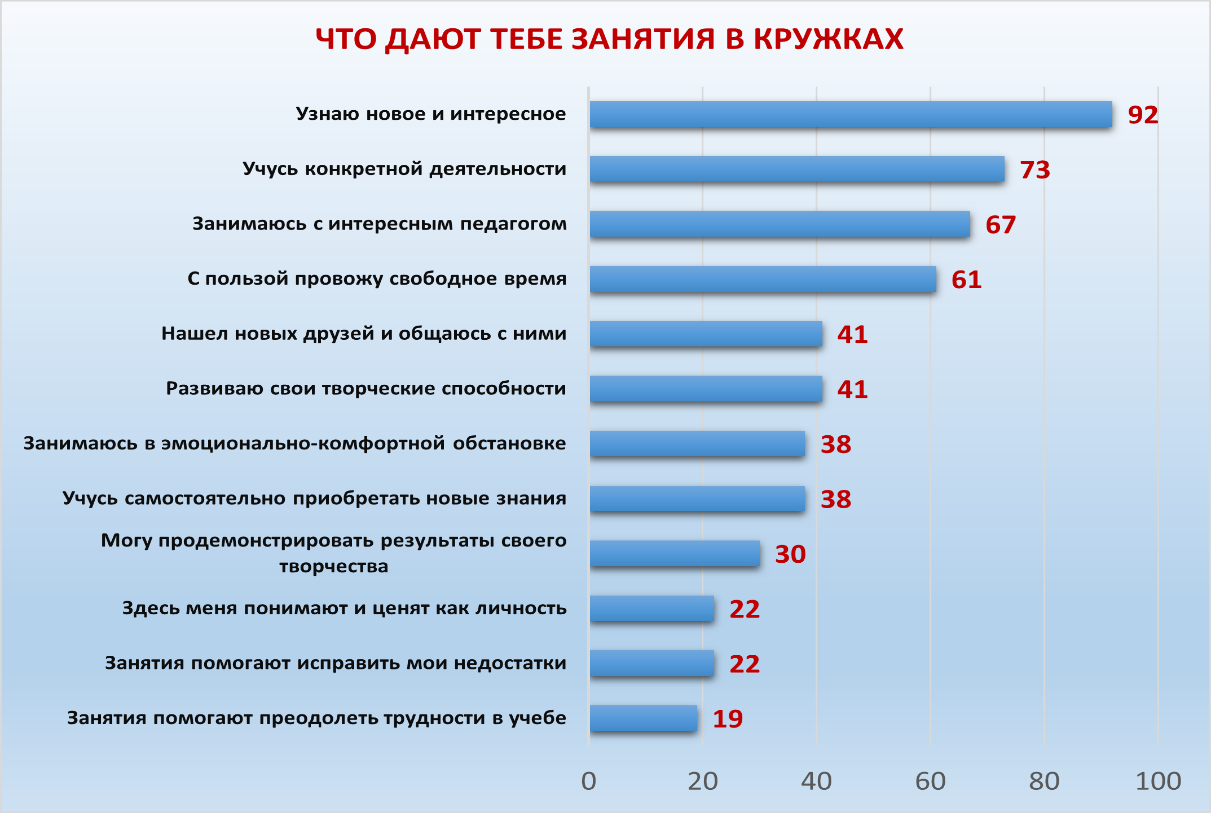 ЧТО ДАЮТ ТЕБЕ ЗАНЯТИЯ В КРУЖКАХ
Узнаю новое и интересное 92
Учусь конкретной деятельности 73
Занимаюсь с интересным педагогом 67
С пользой провожу свободное время 61
Нашел новых друзей и общаюсь с ними 41
Развиваю свои творческие способности 41
Занимаюсь в эмоционально-комфортной обстановке 38
Учусь самостоятельно приобретать новые знания 38
Могу продемонстрировать результаты своего
творчества 30
Здесь меня понимают и ценят как личность 22
Занятия помогают исправить мои недостатки 22
Занятия помогают преодолеть трудности в учебе 19
0 20 40 60 80 100